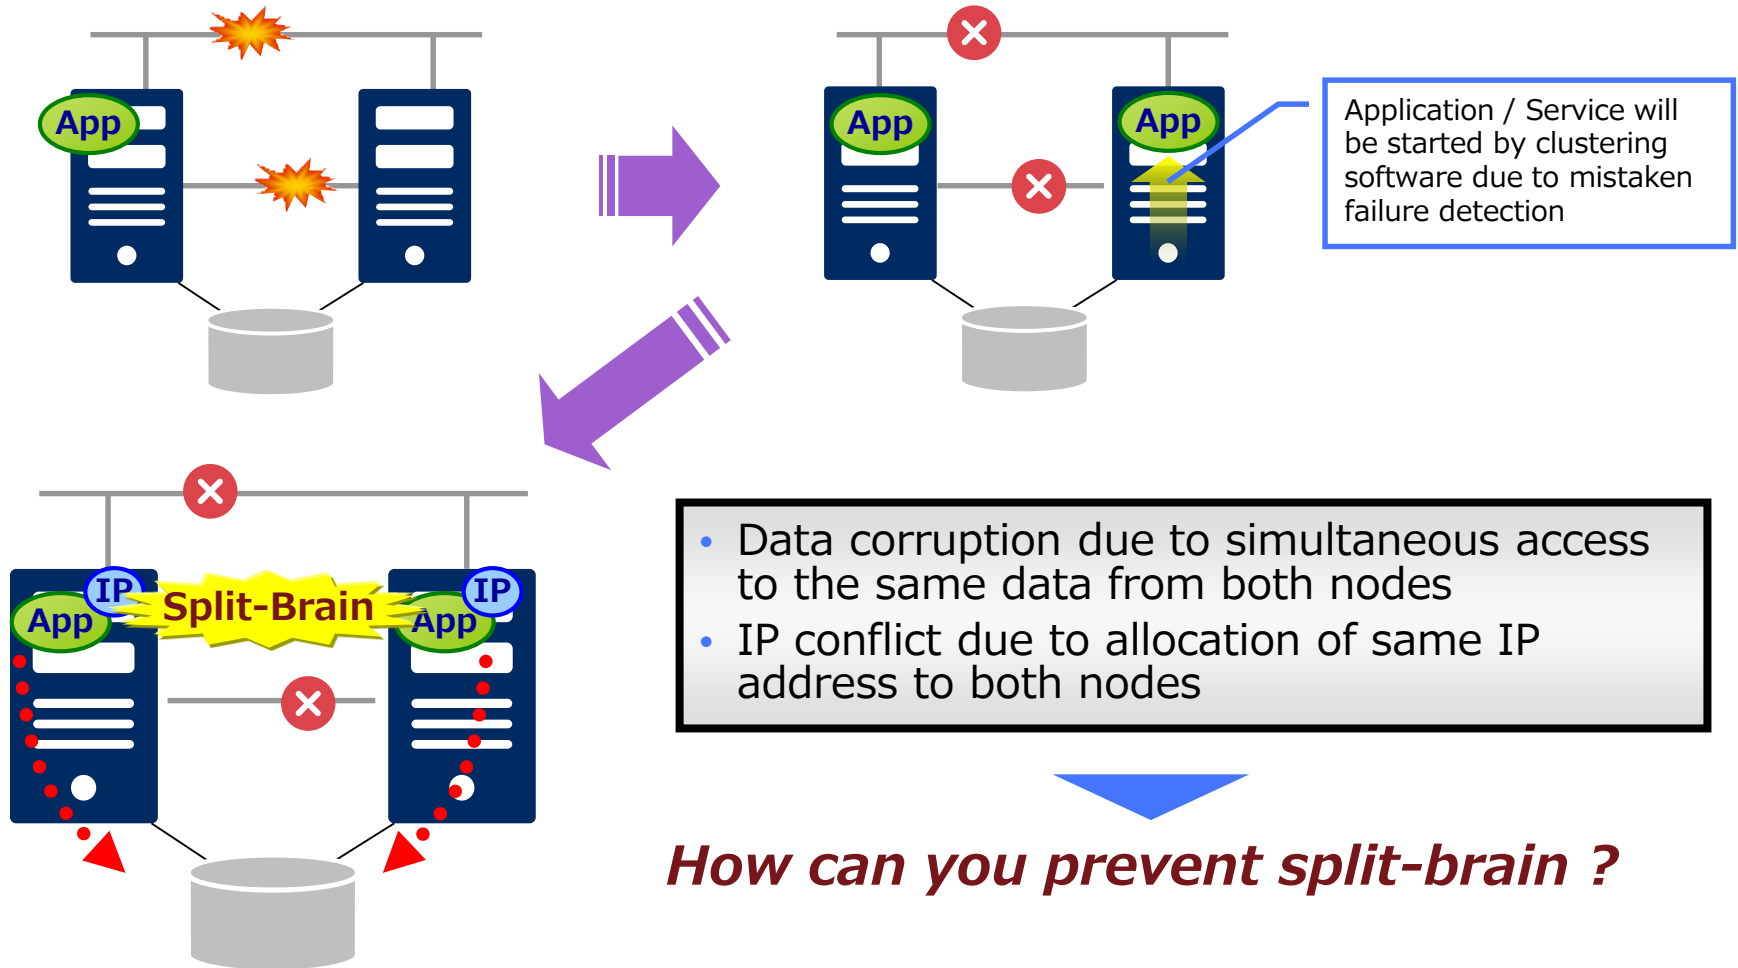 App
App
App
Application / Service will
be started by clustering
software due to mistaken
failure detection
IP
Split-Brain
IP
App
App
• Data corruption due to simultaneous access
to the same data from both nodes
• IP conflict due to allocation of same IP
address to both nodes
How can you prevent split-brain ?